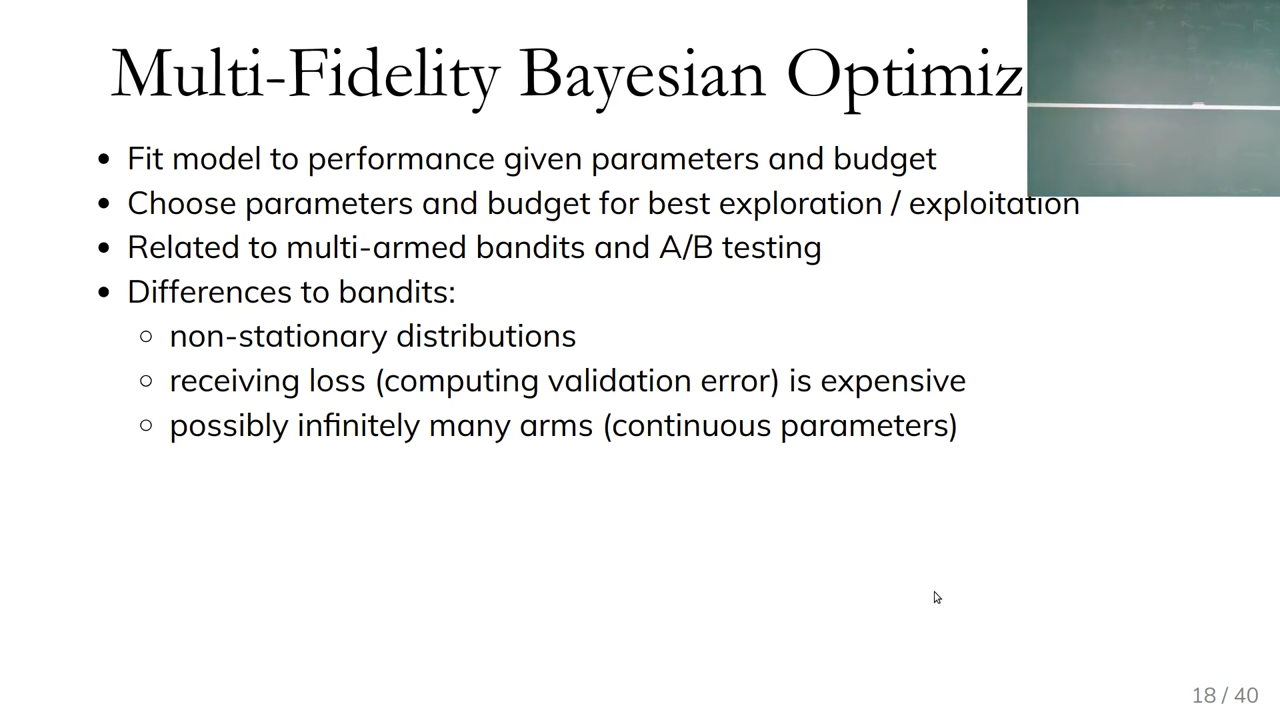 Multi-Fidelity Bayesian Optimiz
• Fit model to performance given parameters and budget
• Choose parameters and budget for best exploration / exploitation
• Related to multi-armed bandits and A/B testing
• Differences to bandits:
○ non-stationary distributions
○ receiving loss (computing validation error) is expensive
○ possibly infinitely many arms (continuous parameters)
18 / 40